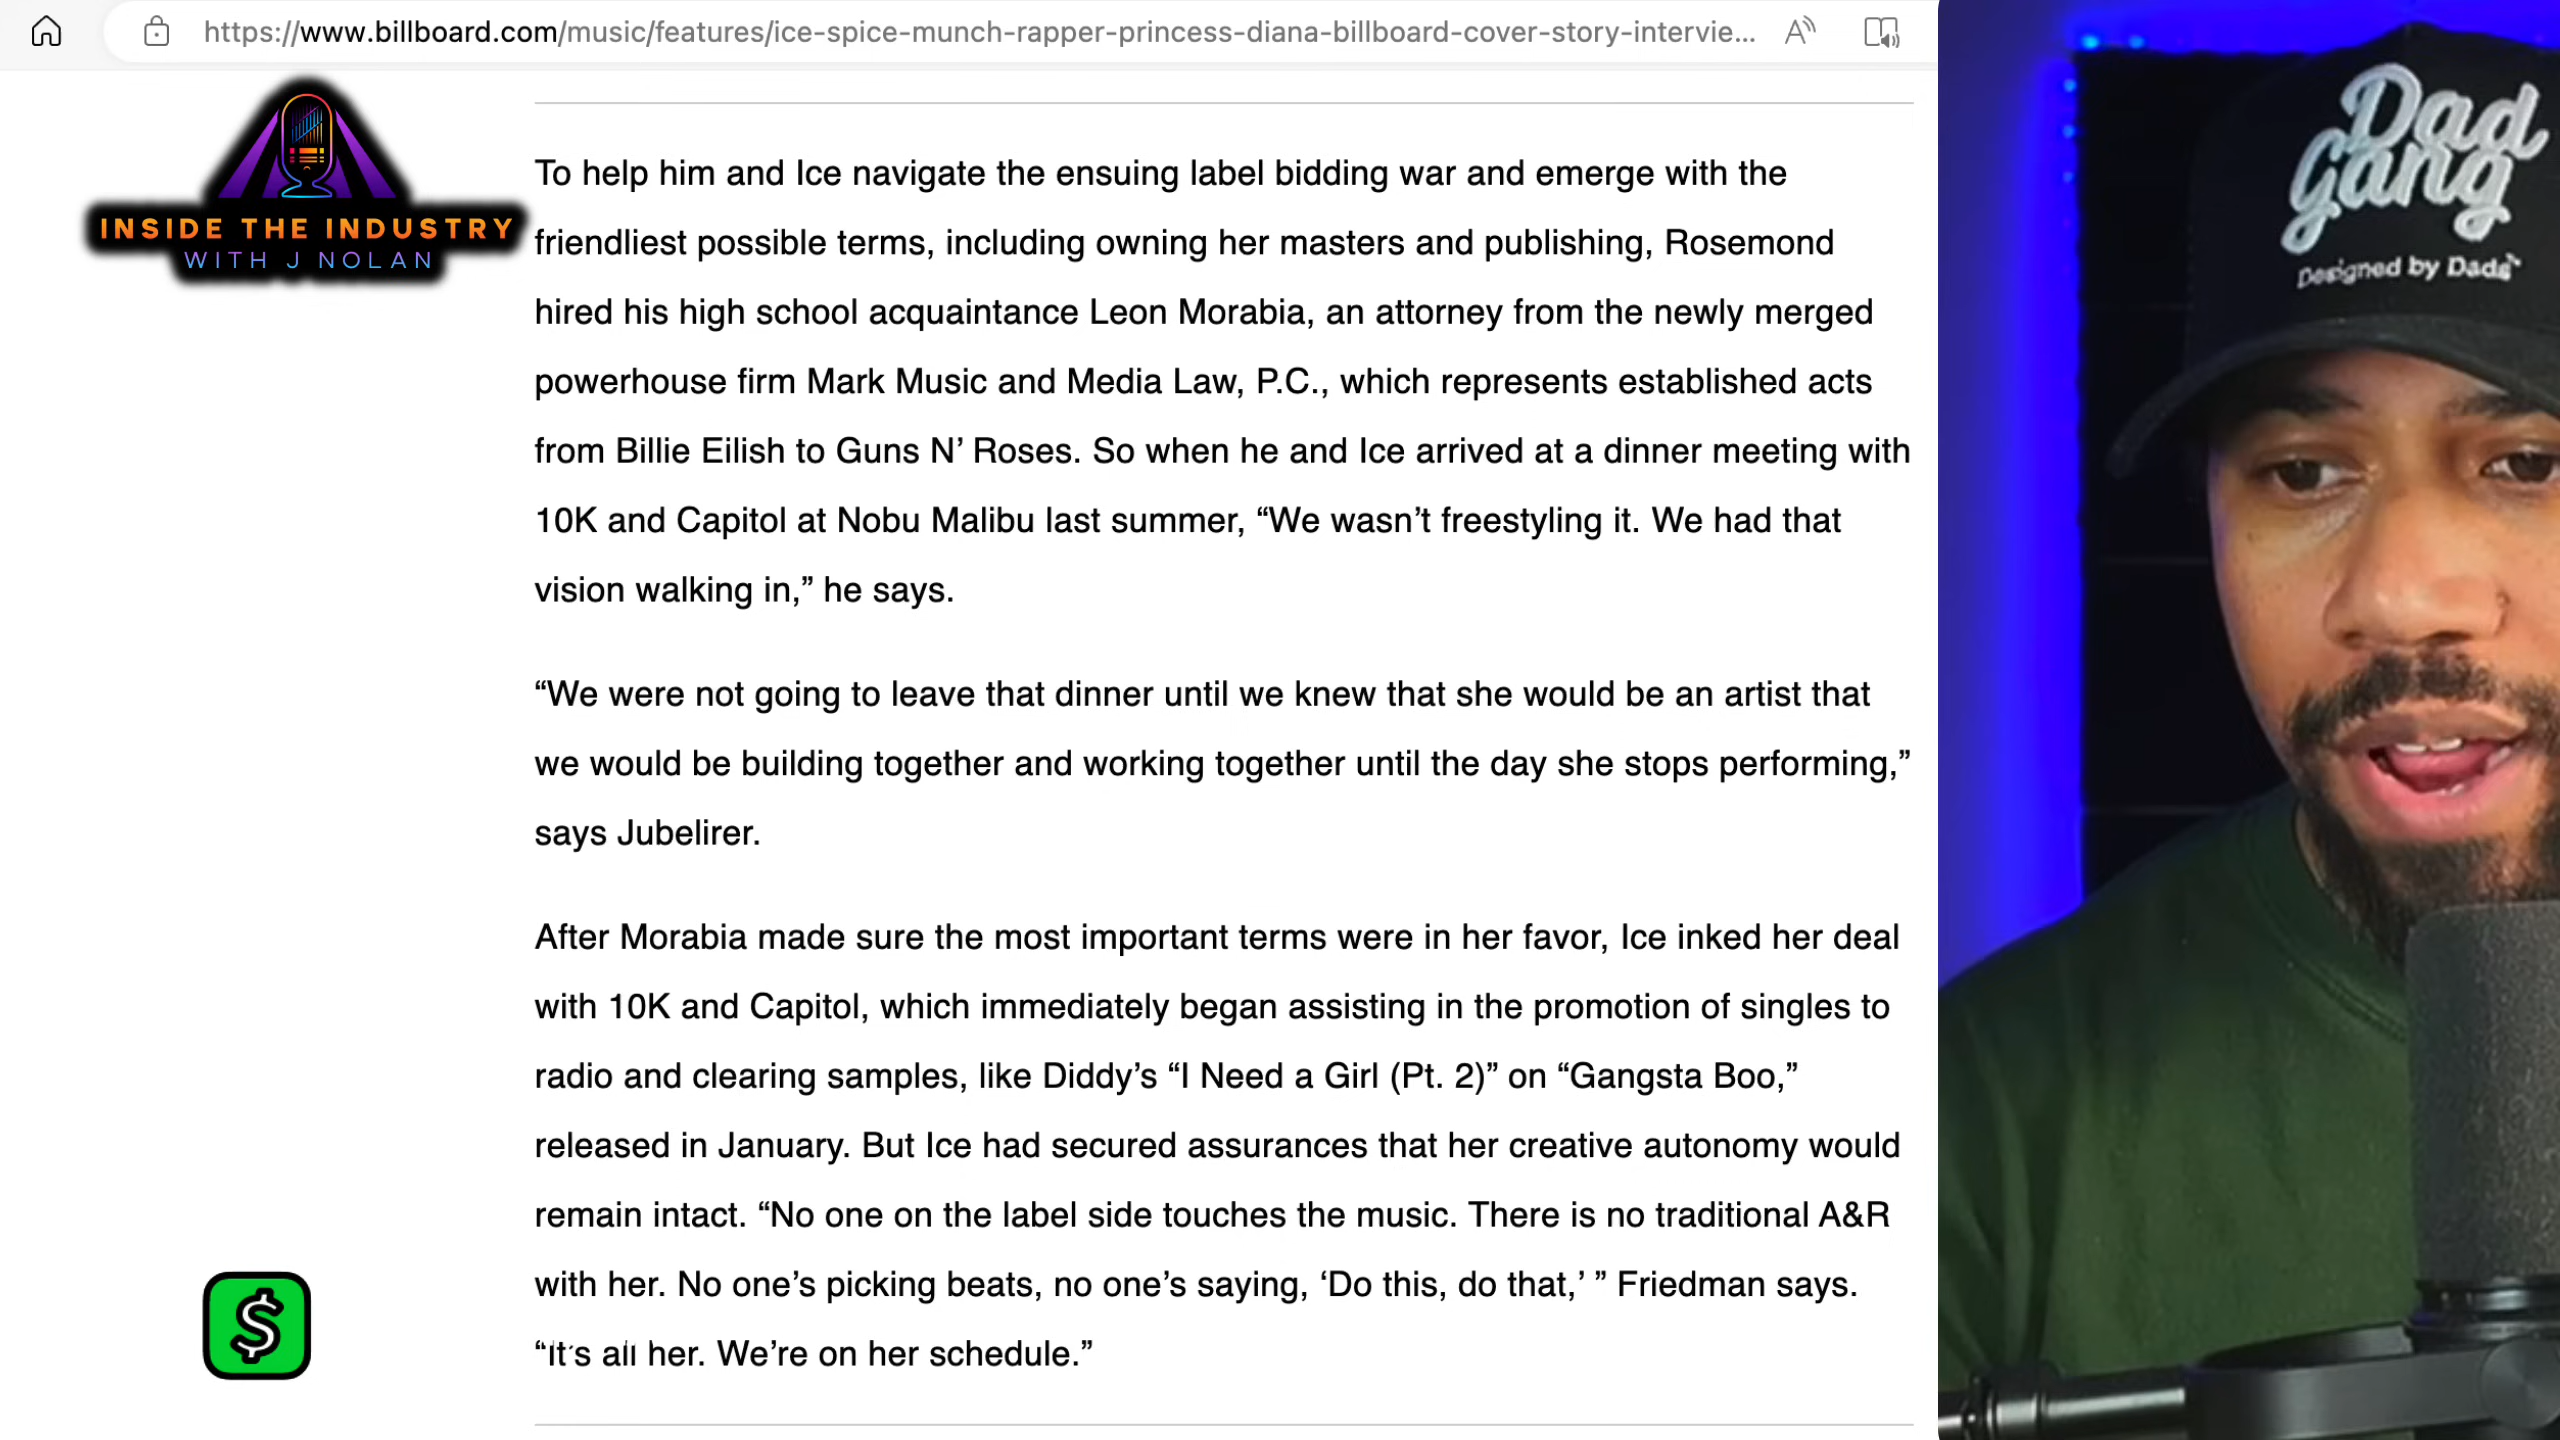 https://www.billboard.com/music/features/ice-spice-munch-rapper-princess-diana-billboard-cover-story-intervie...
INSIDE THE INDUSTRY
WITH J NOLAN
To help him and Ice navigate the ensuing label bidding war and emerge with the
friendliest possible terms, including owning her masters and publishing, Rosemond
hired his high school acquaintance Leon Morabia, an attorney from the newly merged
powerhouse firm Mark Music and Media Law, P.C., which represents established acts
from Billie Eilish to Guns N’ Roses. So when he and Ice arrived at a dinner meeting with
10K and Capitol at Nobu Malibu last summer, “We wasn’t freestyling it. We had that
vision walking in,” he says.
“We were not going to leave that dinner until we knew that she would be an artist that
we would be building together and working together until the day she stops performing,”
says Jubelirer.
After Morabia made sure the most important terms were in her favor, Ice inked her deal
with 10K and Capitol, which immediately began assisting in the promotion of singles to
radio and clearing samples, like Diddy’s “I Need a Girl (Pt. 2)” on “Gangsta Boo,”
released in January. But Ice had secured assurances that her creative autonomy would
remain intact. “No one on the label side touches the music. There is no traditional A&R
with her. No one’s picking beats, no one’s saying, ‘Do this, do that,’ ” Friedman says.
“It’s all her. We’re on her schedule.”
$
Dad
Gang
Designed by Dads